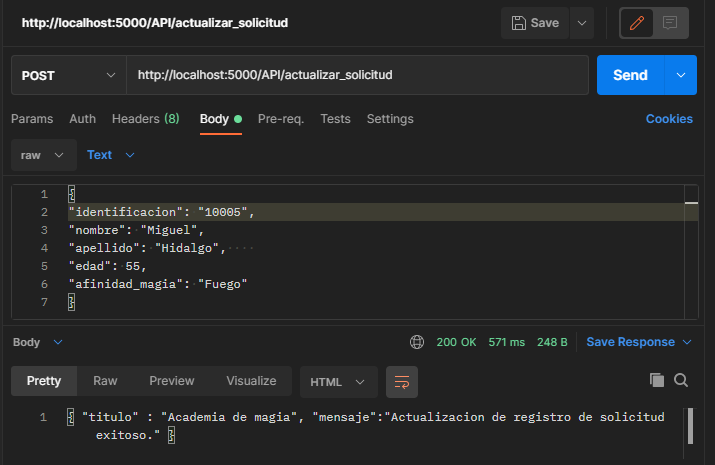 http://localhost:5000/API/actualizar_solicitud
Save
POST
http://localhost:5000/API/actualizar_solicitud
Send
Params Auth Headers (8) Body Pre-req. Tests Settings Cookies
raw Text
1 {
2 "identificacion": "10005",
3 "nombre": "Miguel",
4 "apellido": "Hidalgo",
5 "edad": 55,
6 "afinidad_magia": "Fuego"
7 }
Body 200 OK 571 ms 248 B Save Response
Pretty Raw Preview Visualize HTML
1 { "titulo" : "Academia de magia", "mensaje":"Actualizacion de registro de solicitud
exitoso." }